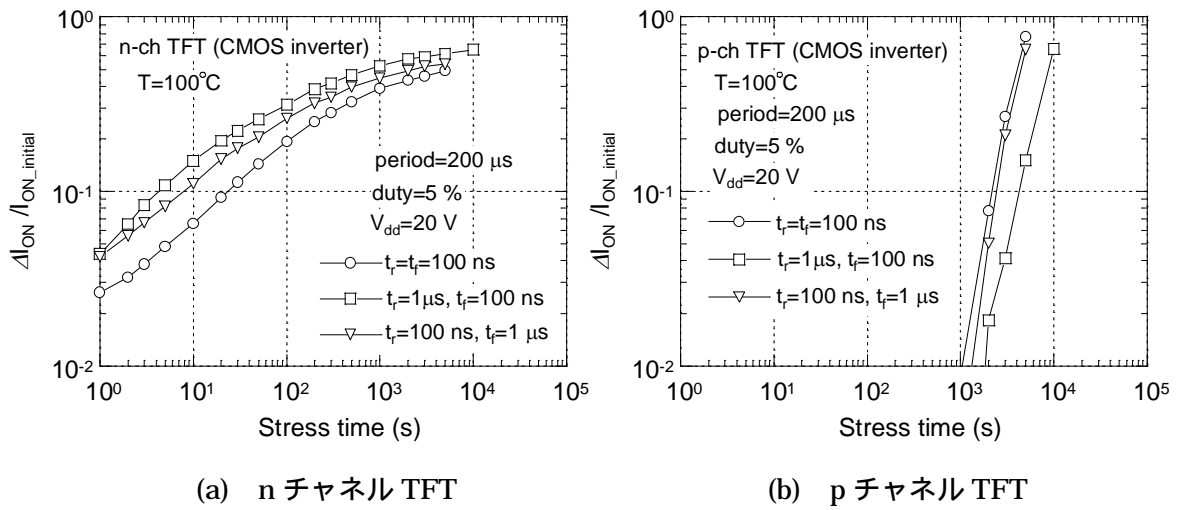 n-ch TFT (CMOS inverter)
T=100°C
period=200 μs
duty=5 %
V_dd=20 V
t_r=t_f=100 ns
t_r=1μs, t_f=100 ns
t_r=100 ns, t_f=1 μs
ΔI_ON /I_ON_initial
10^0
10^-1
10^-2
10^0 10^1 10^2 10^3 10^4 10^5
Stress time (s)
(a) n チャネル TFT
p-ch TFT (CMOS inverter)
T=100°C
period=200 μs
duty=5 %
V_dd=20 V
t_r=t_f=100 ns
t_r=1μs, t_f=100 ns
t_r=100 ns, t_f=1 μs
ΔI_ON /I_ON_initial
10^0
10^-1
10^-2
10^0 10^1 10^2 10^3 10^4 10^5
Stress time (s)
(b) p チャネル TFT